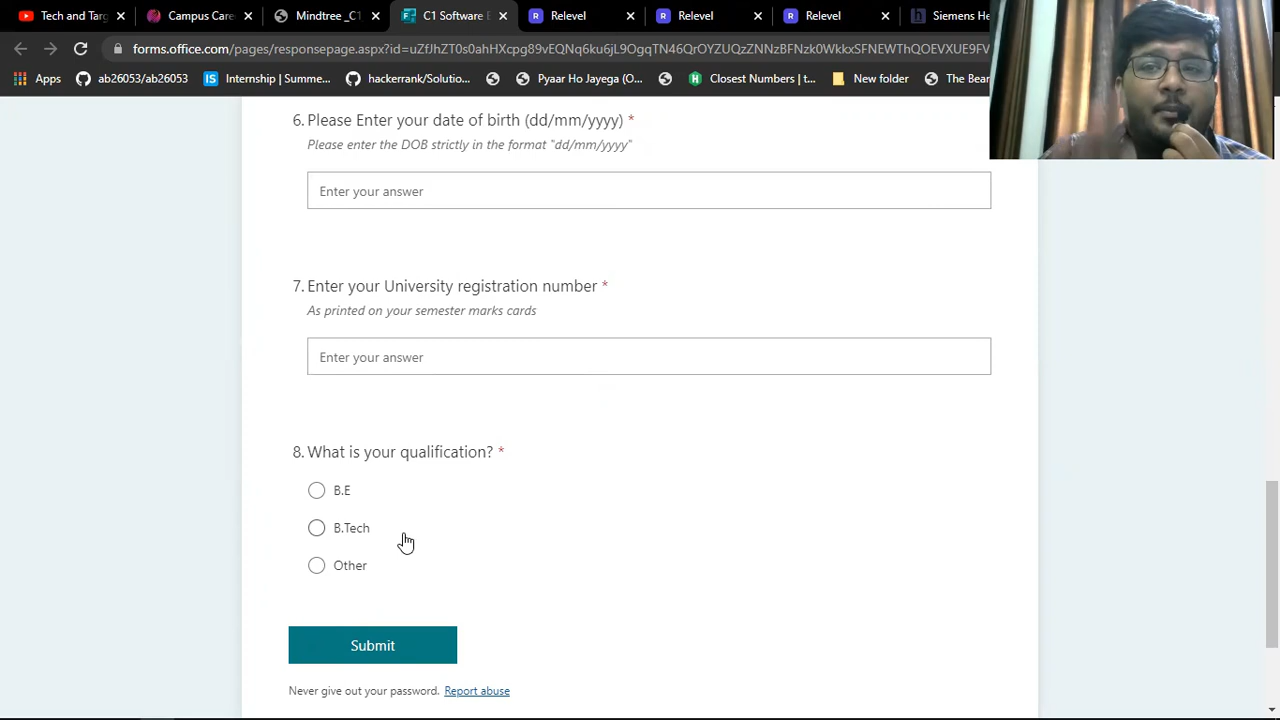 Tech and Targ
Campus Care
Mindtree _C1
C1 Software E
Relevel
Relevel
Relevel
Siemens He
forms.office.com/pages/responsepage.aspx?id=uZfJhZT0s0ahHXcpg89vEQNq6ku6jL9OgqTN46QrOYZUQzZNNzBFNzk0WkkxSFNEWThQOEVXUE9FV
Apps
ab26053/ab26053
IS
Internship | Summe...
hackerrank/Solutio...
Pyaar Ho Jayega (O...
Closest Numbers | t...
New folder
The Bear
6. Please Enter your date of birth (dd/mm/yyyy) *
Please enter the DOB strictly in the format "dd/mm/yyyy"
Enter your answer
7. Enter your University registration number *
As printed on your semester marks cards
Enter your answer
8. What is your qualification? *
B.E
B.Tech
Other
Submit
Never give out your password. Report abuse